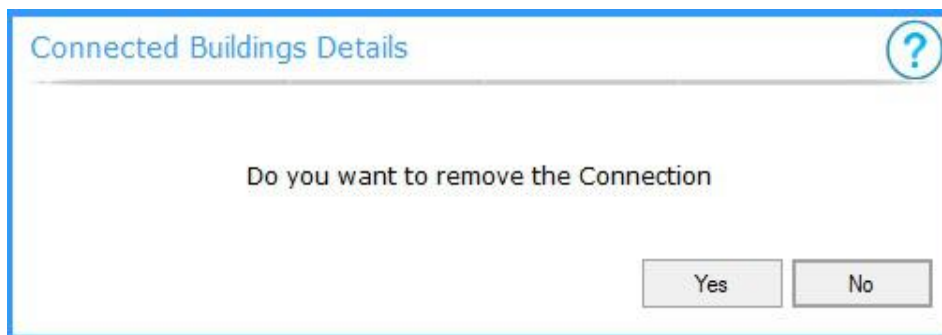 Connected Buildings Details
?
Do you want to remove the Connection
Yes No